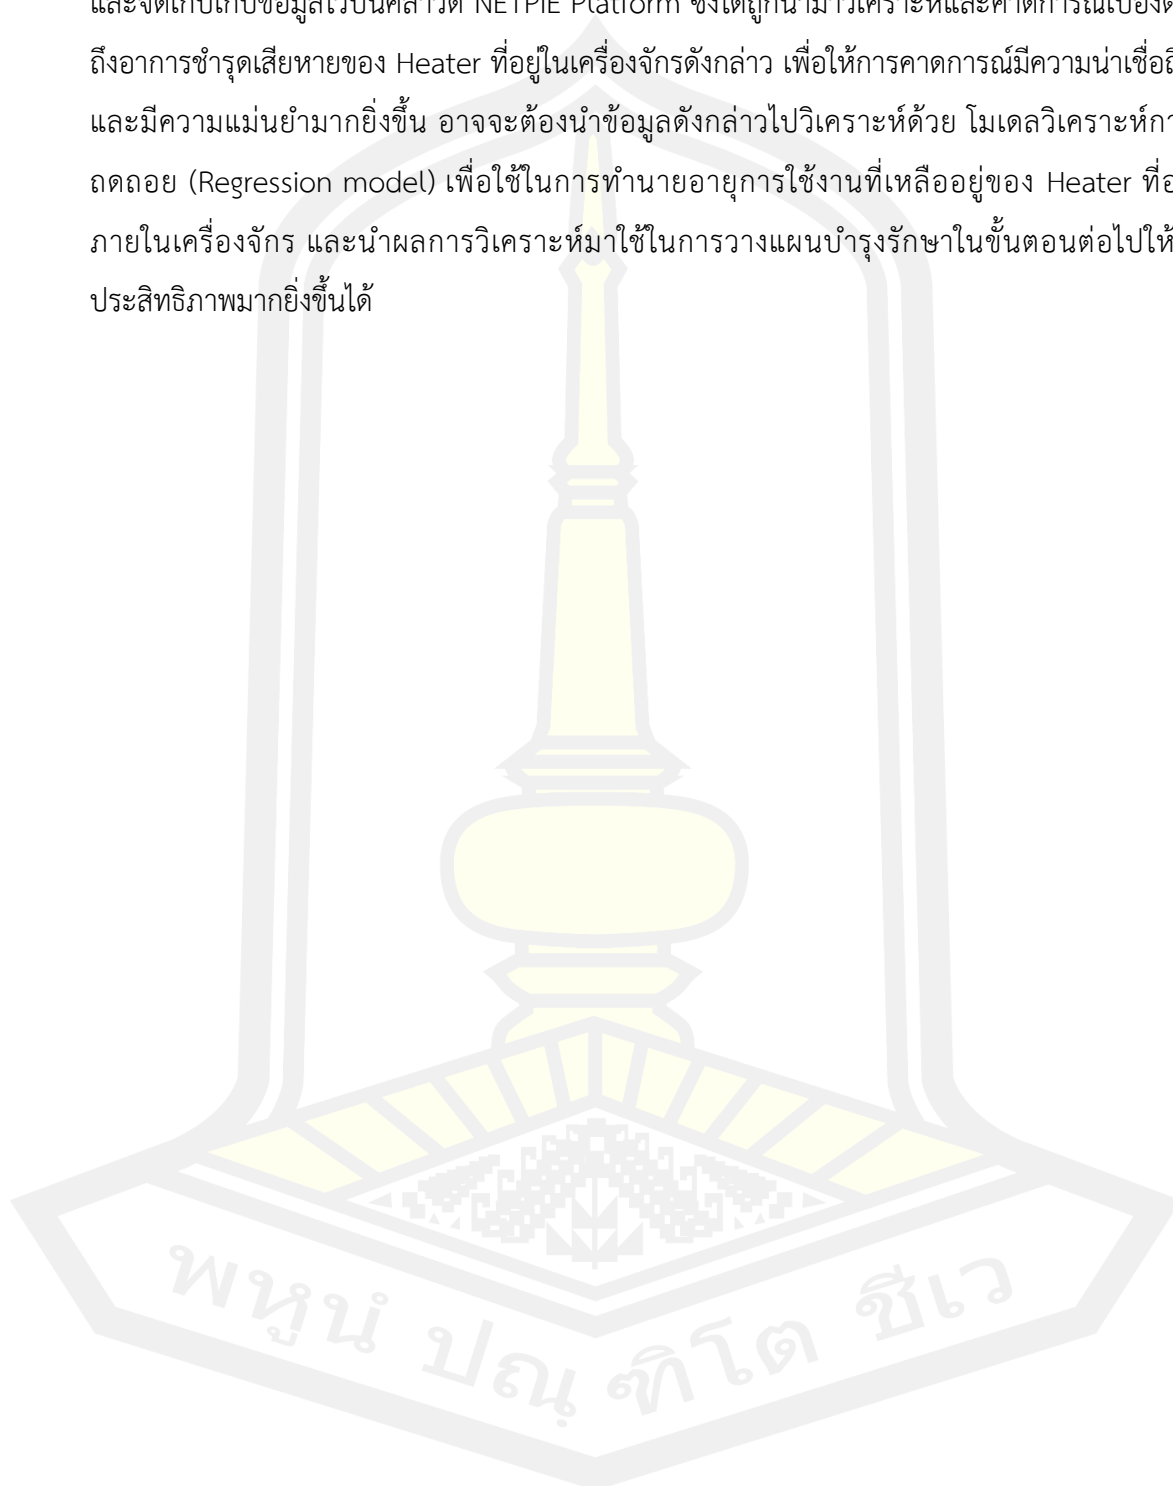 และจัดเก็บเก็บข้อมูลไว้บนคลาวด์ NETPIE Platform ซึ่งได้ถูกนำมาวิเคราะห์และคาดการณ์เบื้อง
ถึงอาการชำรุดเสียหายของ Heater ที่อยู่ในเครื่องจักรดังกล่าว เพื่อให้การคาดการณ์มีความน่าเชื่อ
และมีความแม่นยำมากยิ่งขึ้น อาจจะต้องนำข้อมูลดังกล่าวไปวิเคราะห์ด้วย โมเดลวิเคราะห์กา
ถดถอย (Regression model) เพื่อใช้ในการทำนายอายุการใช้งานที่เหลืออยู่ของ Heater ที่อ
ภายในเครื่องจักร และนำผลการวิเคราะห์มาใช้ในการวางแผนบำรุงรักษาในขั้นตอนต่อไปให้
ประสิทธิภาพมากยิ่งขึ้นได้
พหูนํ ปณฺ ฑิโต ชีเว